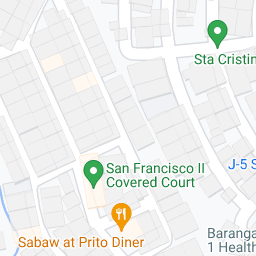 Sta Cristin
San Francisco II
Covered Court
J-5 S
Baranga
1 Health
Sabaw at Prito Diner